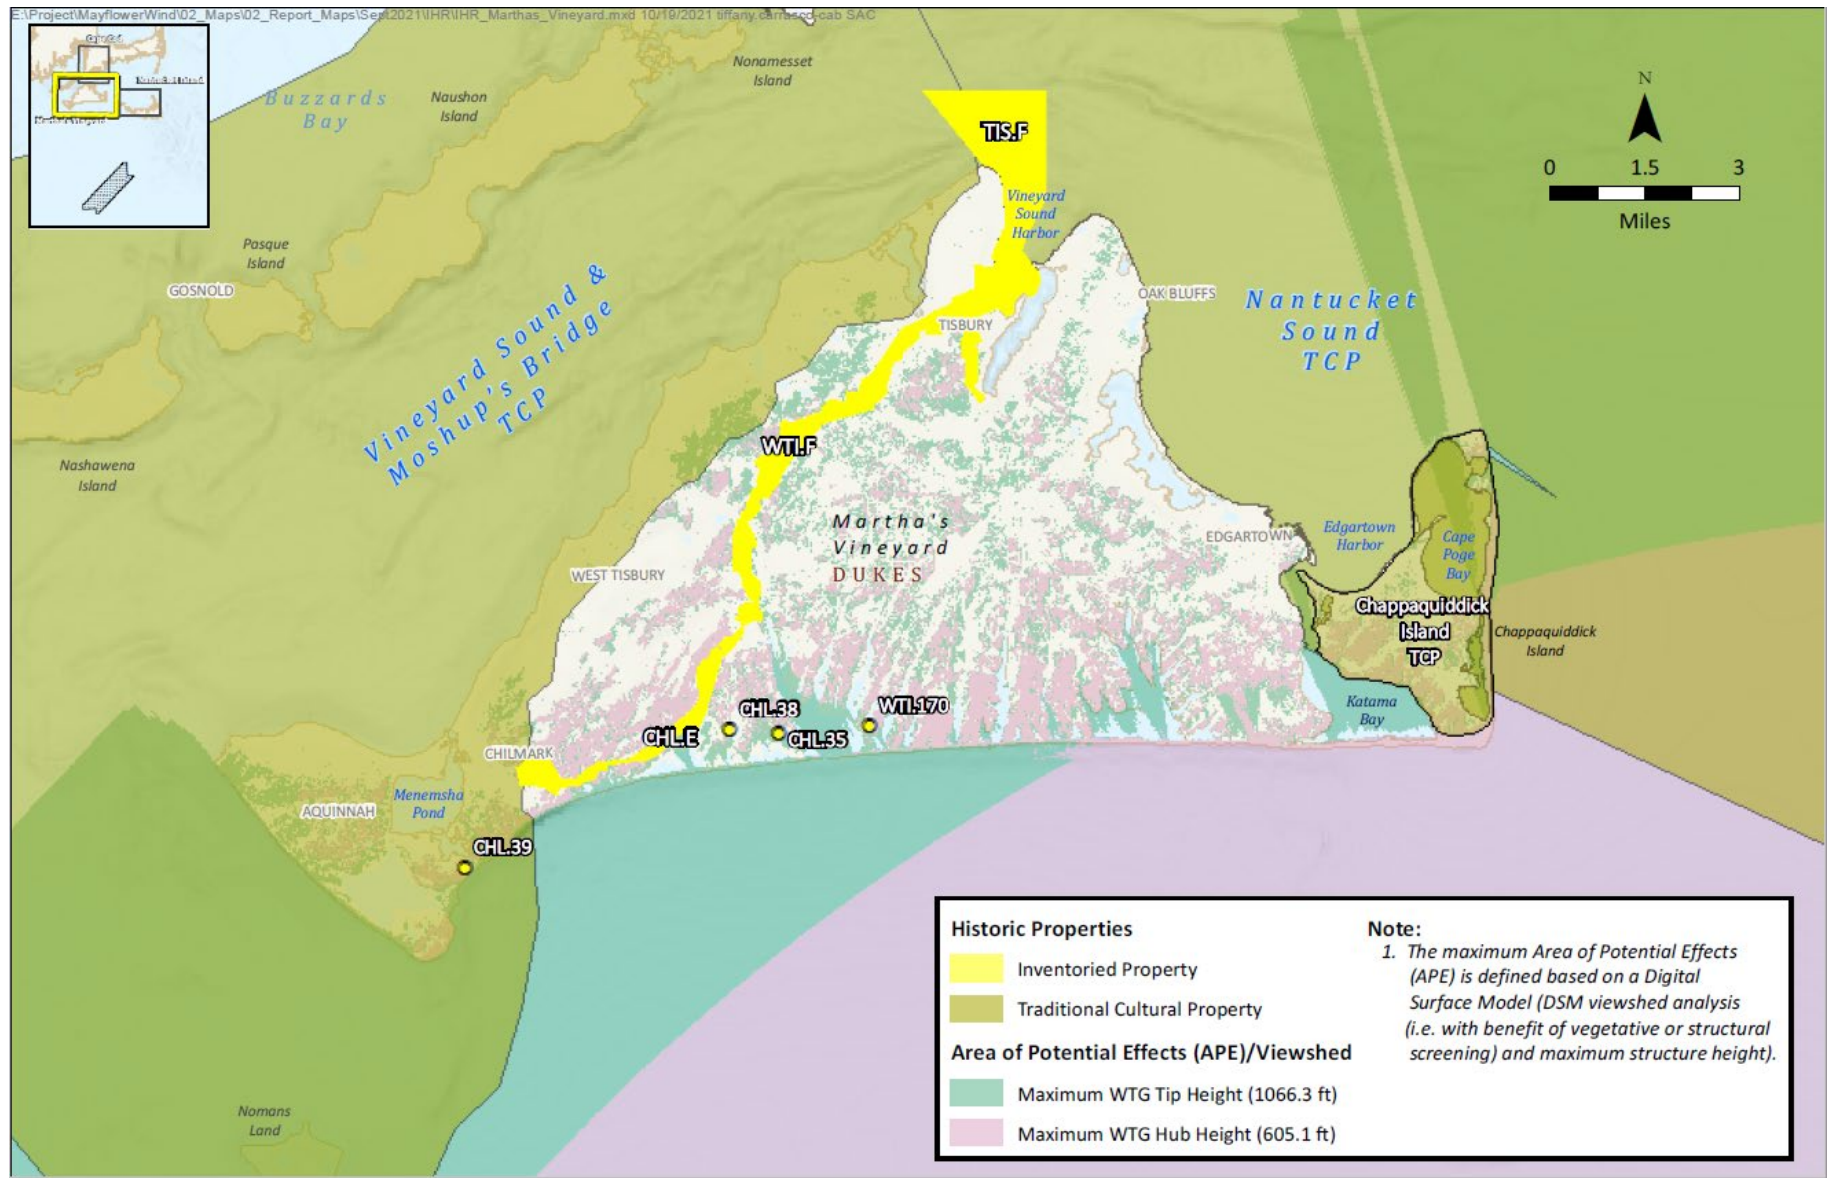 E:\Project\MayflowerWind\02_Maps\02_Report_Maps\Sept2021\IHR\IHR_Marthas_Vineyard.mxd 10/19/2021 tiffany.carrasco-cab SAC
Cape Cod
Buzzards
Bay
Naushon
Island
Nonamesset
Island
TIS.F
N
0 1.5 3
Miles
Vineyard
Sound
Harbor
Pasque
Island
GOSNOLD
Vineyard Sound &
Moshup's Bridge
TCP
OAK BLUFFS
Nantucket
Sound
TCP
TISBURY
WTI.F
Nashawena
Island
Martha's
Vineyard
DUKES
WEST TISBURY
EDGARTOWN
Edgartown
Harbor
Cape
Poge
Bay
Chappaquiddick
Island
TCP
Chappaquiddick
Island
Katama
Bay
CHL.38
WTI.170
CHL.E
CHL.35
CHILMARK
Menemsha
Pond
AQUINNAH
CHL.39
Nomans
Land
Historic Properties
Inventoried Property
Traditional Cultural Property
Area of Potential Effects (APE)/Viewshed
Maximum WTG Tip Height (1066.3 ft)
Maximum WTG Hub Height (605.1 ft)
Note:
1. The maximum Area of Potential Effects
(APE) is defined based on a Digital
Surface Model (DSM viewshed analysis
(i.e. with benefit of vegetative or structural
screening) and maximum structure height).